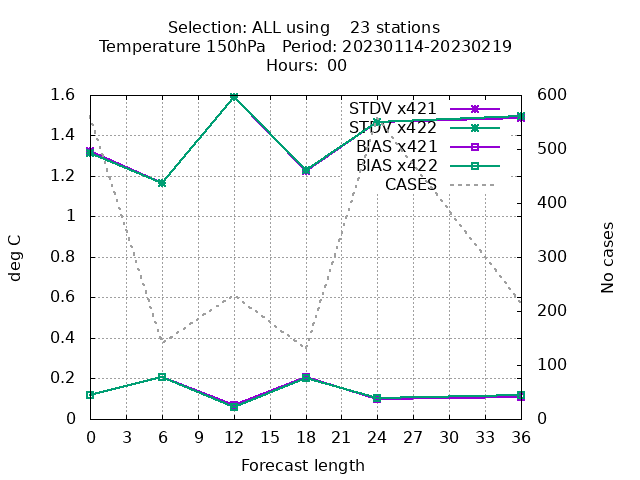 Selection: ALL using    23 stations
Temperature 150hPa   Period: 20230114-20230219
Hours:  00
STDV x421
STDV x422
BIAS x421
BIAS x422
CASES
deg C
1.6
1.4
1.2
1
0.8
0.6
0.4
0.2
0
No cases
600
500
400
300
200
100
0
0 3 6 9 12 15 18 21 24 27 30 33 36
Forecast length